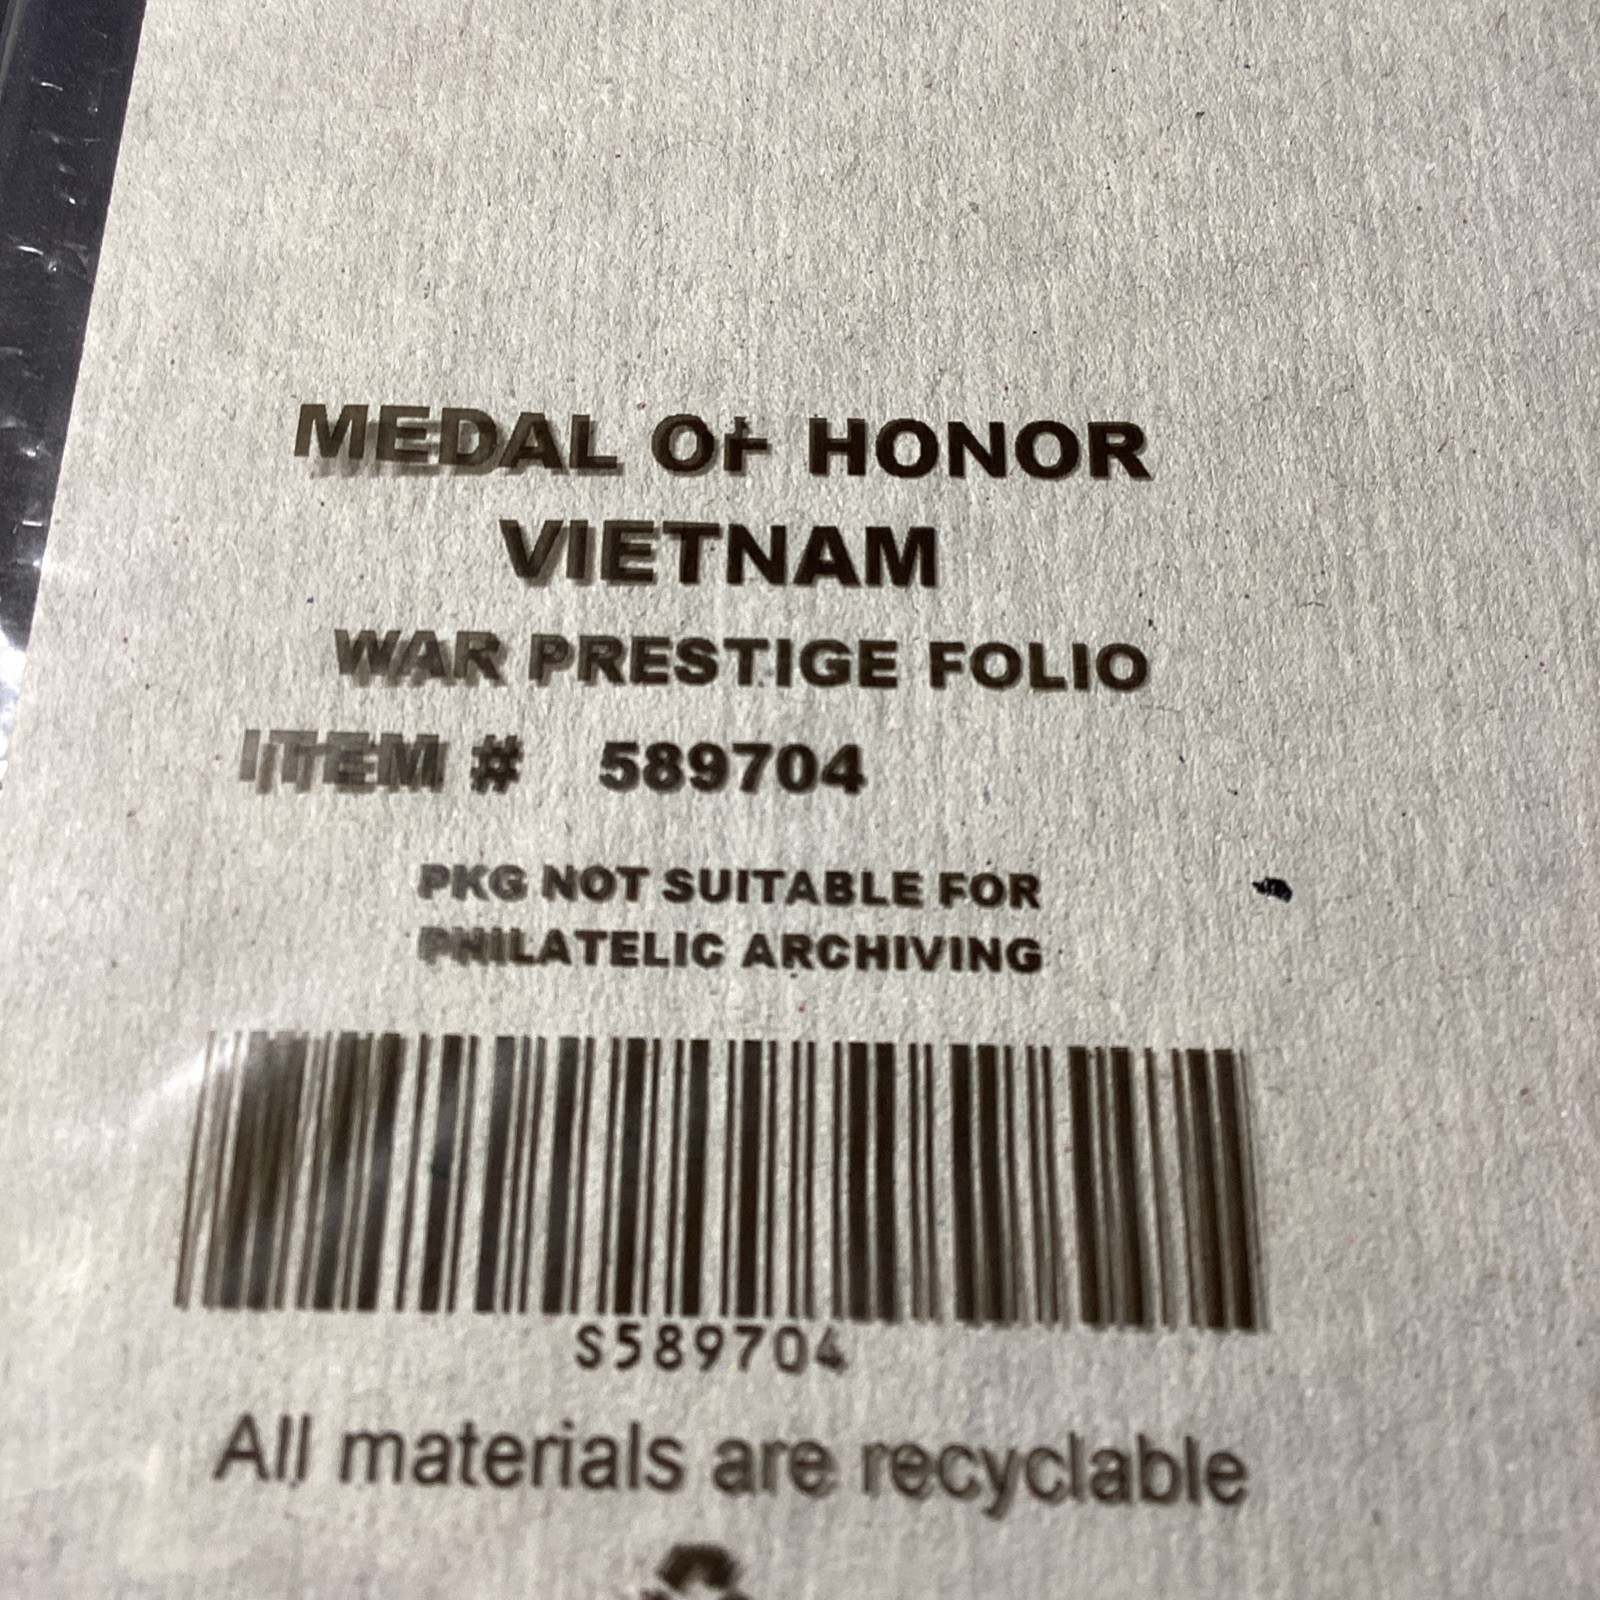 MEDAL OF HONOR
VIETNAM
WAR PRESTIGE FOLIO
ITEM # 589704
PKG NOT SUITABLE FOR
PHILATELIC ARCHIVING
S589704
All materials are recyclable